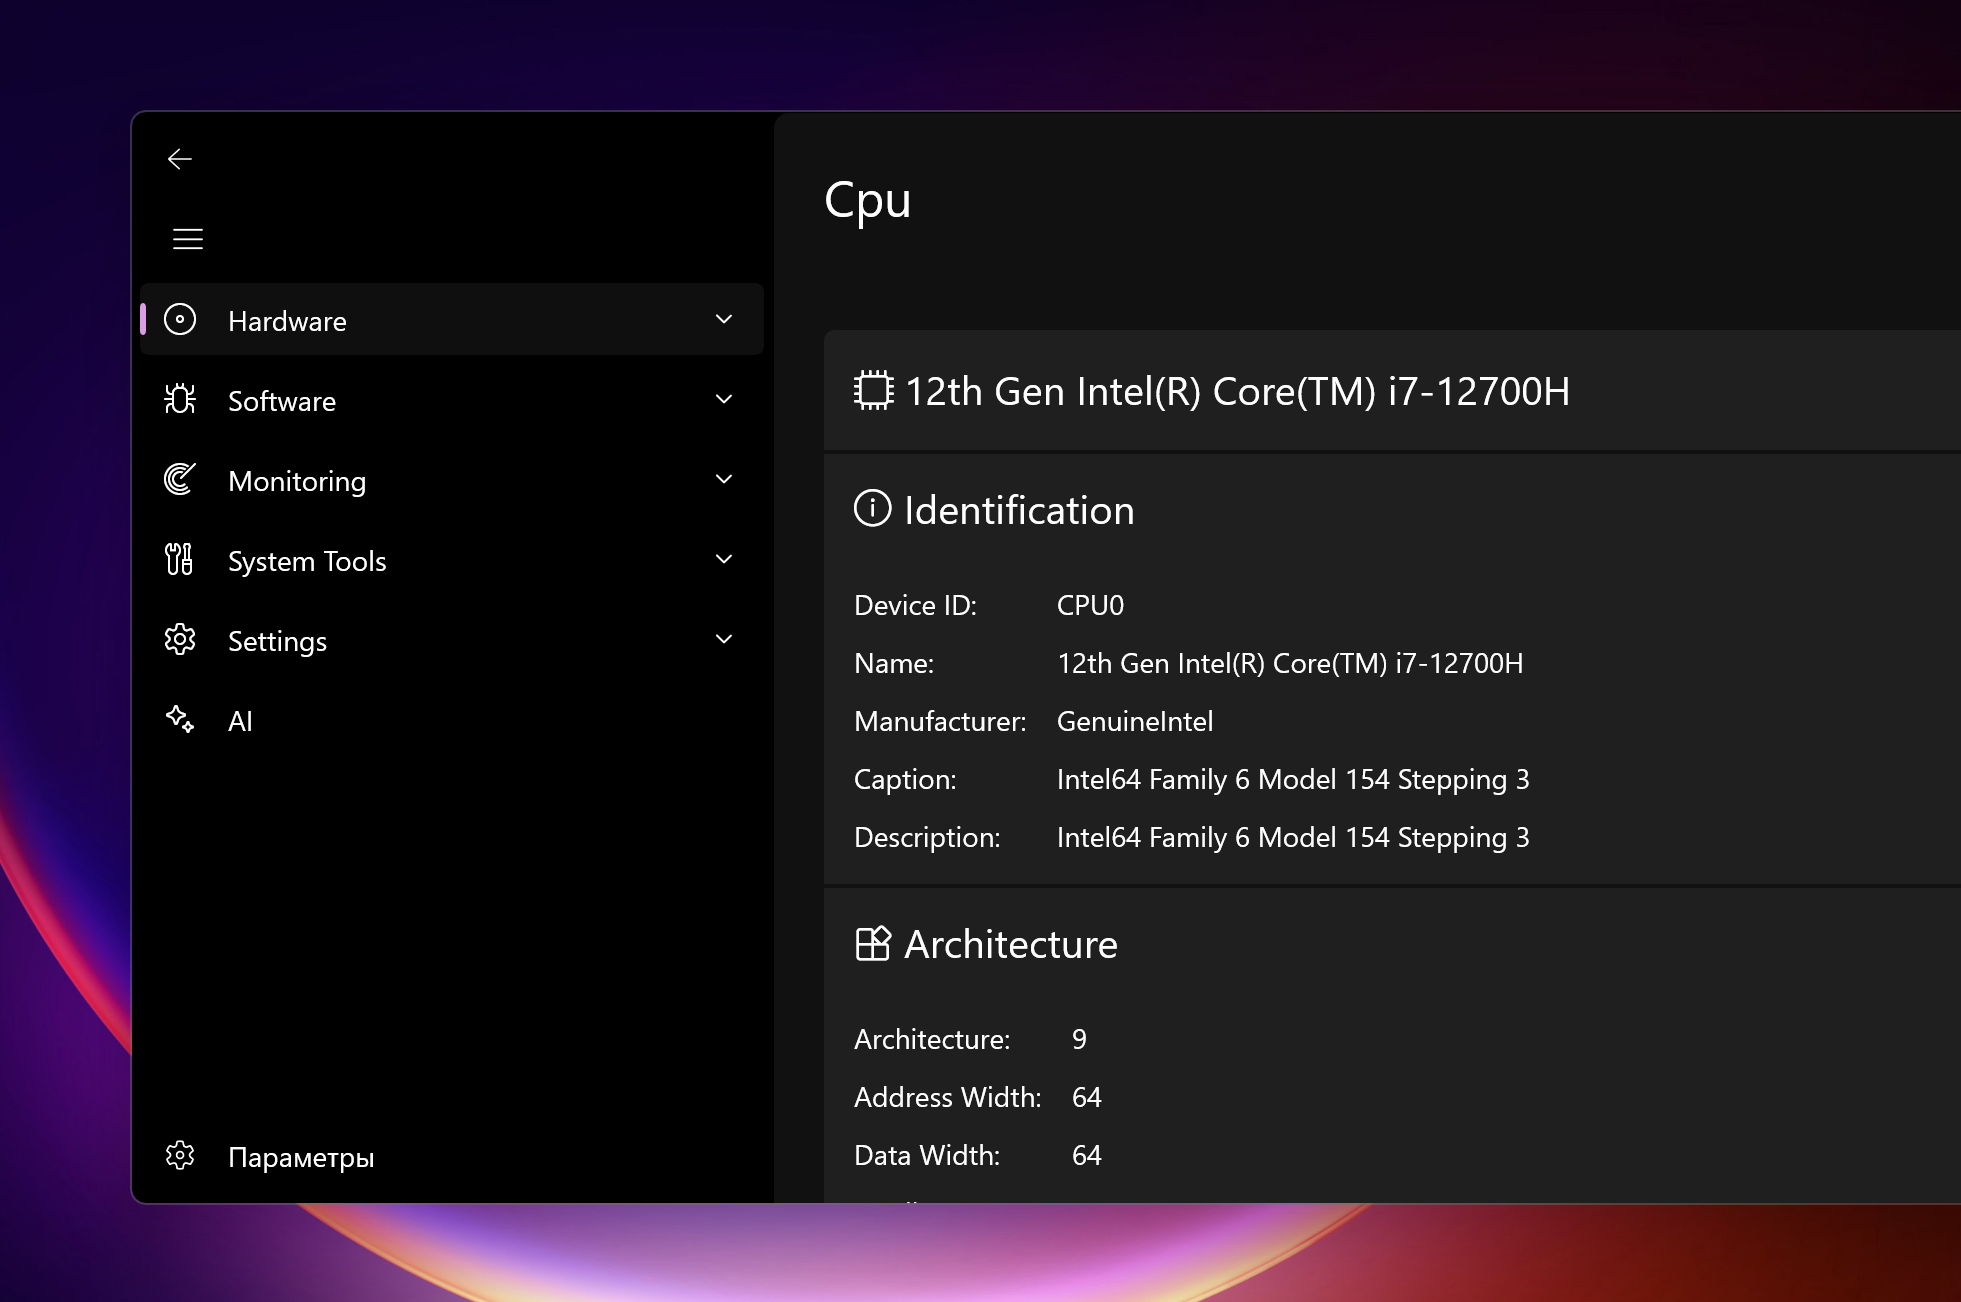 Hardware
Software
Monitoring
System Tools
Settings
AI
Параметры
Cpu
12th Gen Intel(R) Core(TM) i7-12700H
Identification
Device ID: CPU0
Name: 12th Gen Intel(R) Core(TM) i7-12700H
Manufacturer: GenuineIntel
Caption: Intel64 Family 6 Model 154 Stepping 3
Description: Intel64 Family 6 Model 154 Stepping 3
Architecture
Architecture: 9
Address Width: 64
Data Width: 64